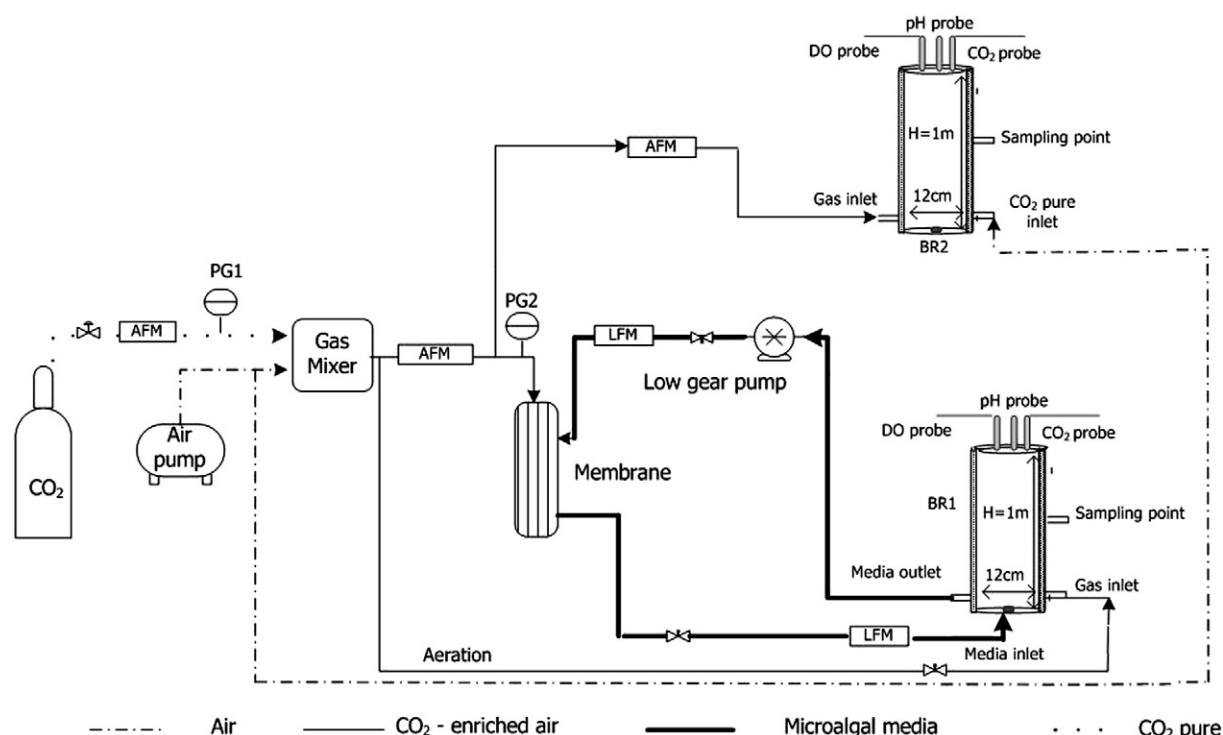 pH probe
DO probe
CO₂ probe
AFM
H=1m
Sampling point
12cm
Gas inlet
CO₂ pure
inlet
BR2
PG1
PG2
AFM
Gas
Mixer
AFM
LFM
Low gear pump
Air
pump
CO₂
Membrane
pH probe
DO probe
CO₂ probe
BR1
H=1m
Sampling point
Media outlet
12cm
Gas inlet
LFM
Media inlet
Aeration
Air
CO₂ - enriched air
Microalgal media
CO₂ pure